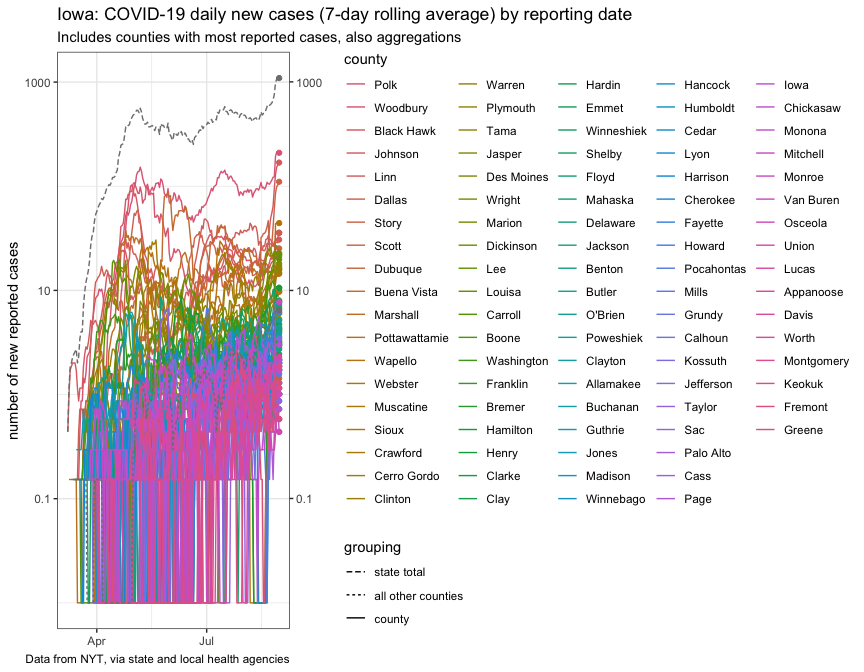 Iowa: COVID-19 daily new cases (7-day rolling average) by reporting date
Includes counties with most reported cases, also aggregations
number of new reported cases
1000
10
0.1
1000
10
0.1
Apr
Jul
Data from NYT, via state and local health agencies
county
Polk
Woodbury
Black Hawk
Johnson
Linn
Dallas
Story
Scott
Dubuque
Buena Vista
Marshall
Pottawattamie
Wapello
Webster
Muscatine
Sioux
Crawford
Cerro Gordo
Clinton
Warren
Plymouth
Tama
Jasper
Des Moines
Wright
Marion
Dickinson
Lee
Louisa
Carroll
Boone
Washington
Franklin
Bremer
Hamilton
Henry
Clarke
Clay
Hardin
Emmet
Winneshiek
Shelby
Floyd
Mahaska
Delaware
Jackson
Benton
Butler
O'Brien
Poweshiek
Clayton
Allamakee
Buchanan
Guthrie
Jones
Madison
Winnebago
Hancock
Humboldt
Cedar
Lyon
Harrison
Cherokee
Fayette
Howard
Pocahontas
Mills
Grundy
Calhoun
Kossuth
Jefferson
Taylor
Sac
Palo Alto
Cass
Page
Iowa
Chickasaw
Monona
Mitchell
Monroe
Van Buren
Osceola
Union
Lucas
Appanoose
Davis
Worth
Montgomery
Keokuk
Fremont
Greene
grouping
state total
all other counties
county